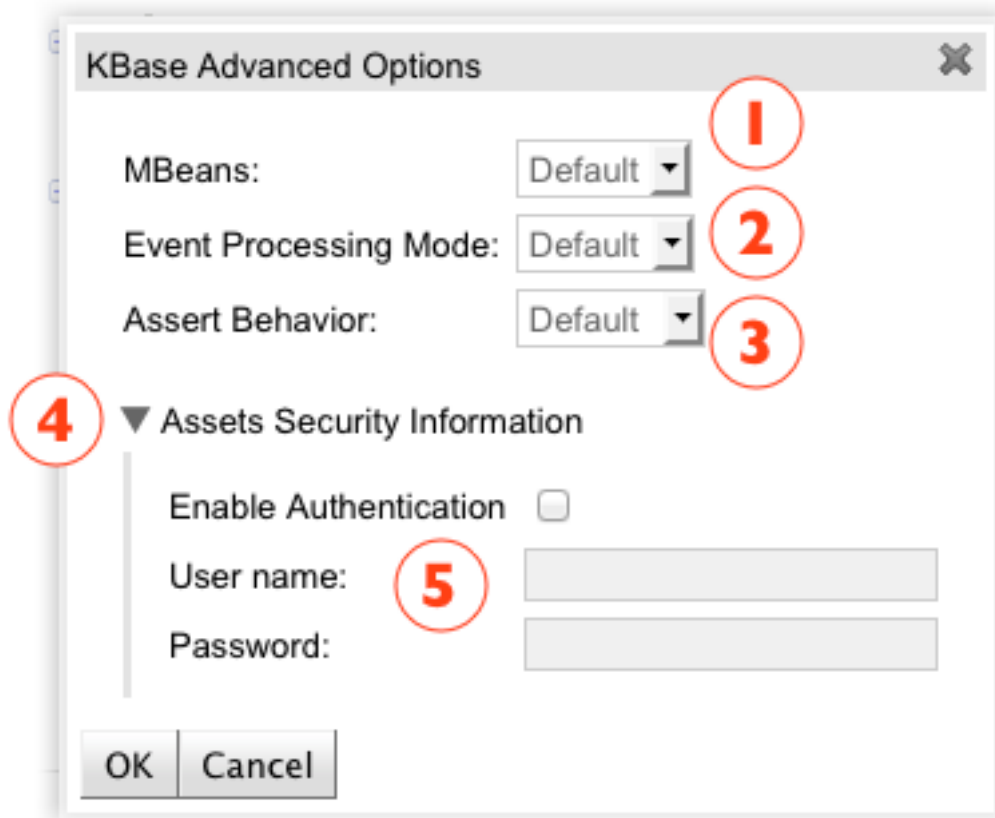 KBase Advanced Options
1
MBeans: Default
Event Processing Mode: Default 2
Assert Behavior: Default 3
4 Assets Security Information
Enable Authentication
User name: 5
Password:
OK Cancel